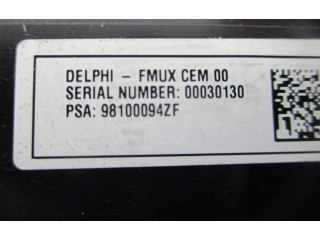 DELPHI - FMUX CEM 00
SERIAL NUMBER: 00030130
PSA: 98100094ZF